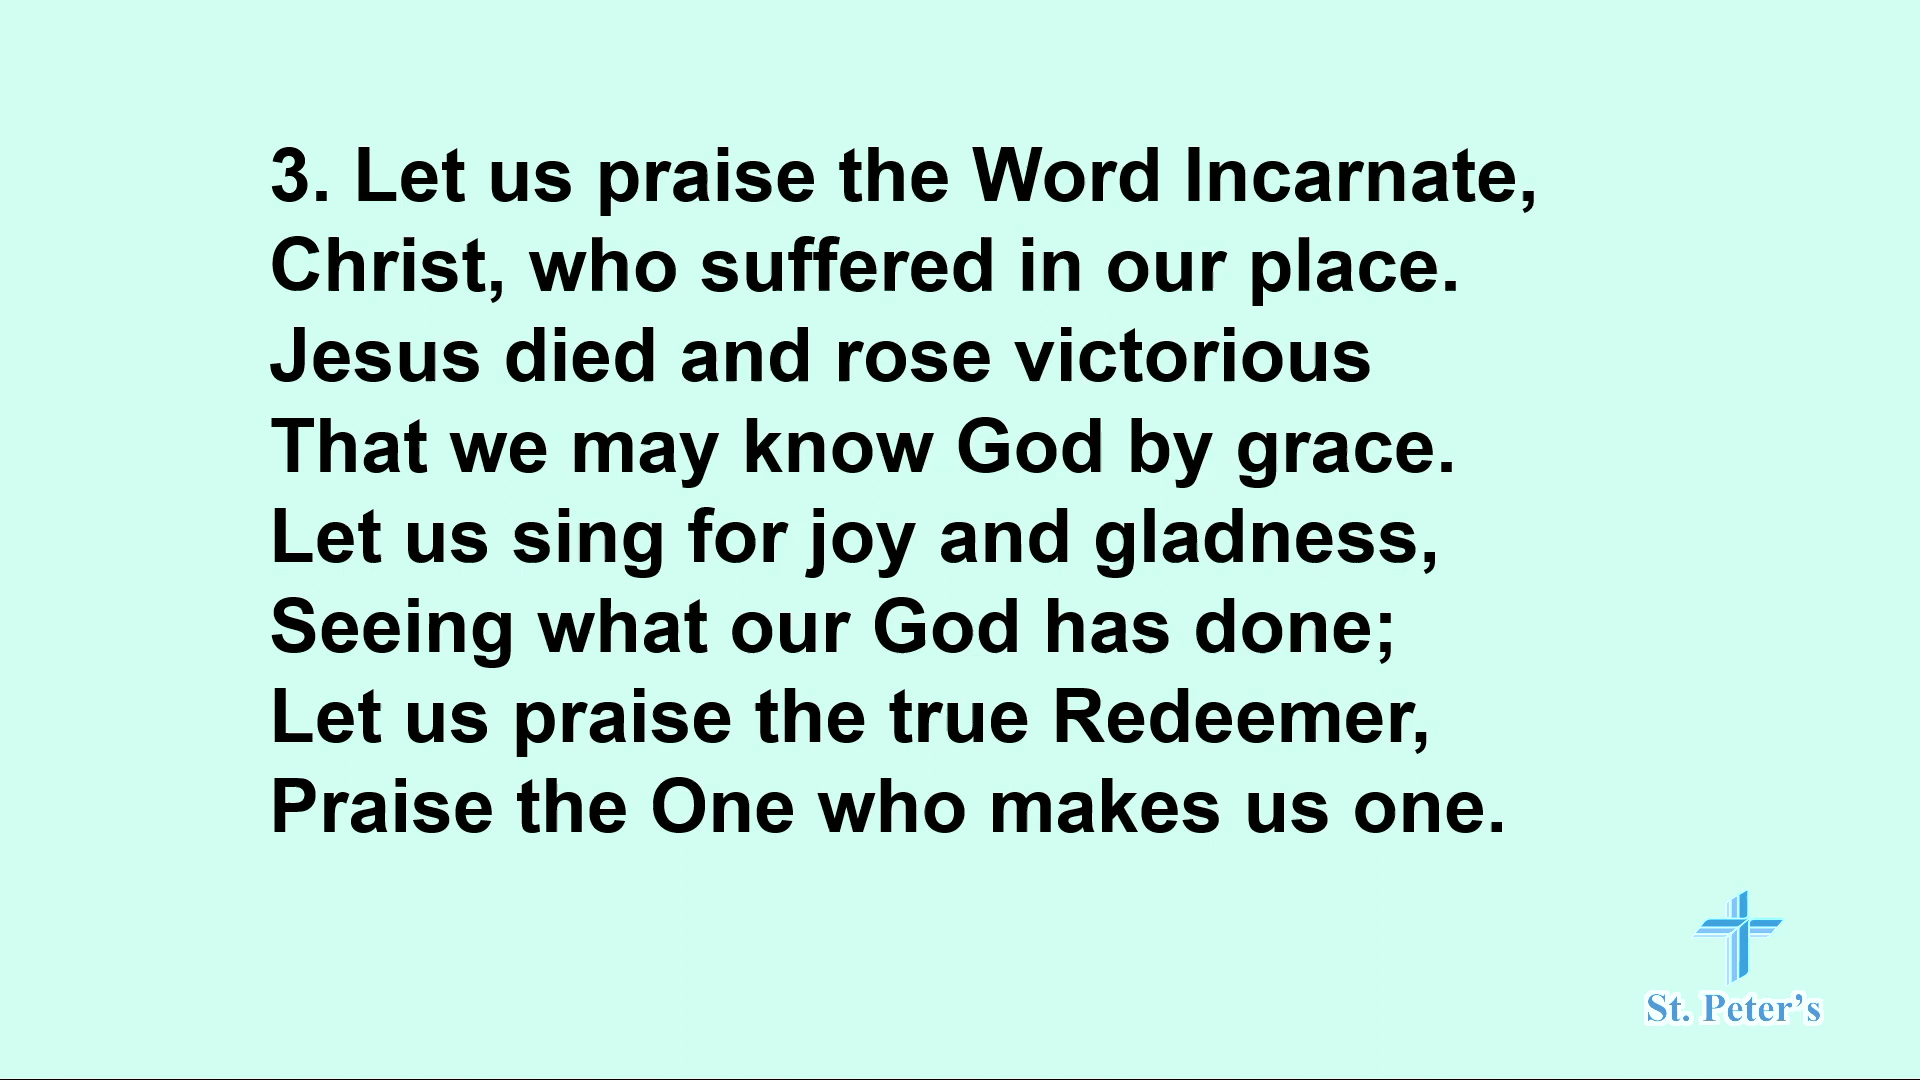 3. Let us praise the Word Incarnate,
Christ, who suffered in our place.
Jesus died and rose victorious
That we may know God by grace.
Let us sing for joy and gladness,
Seeing what our God has done;
Let us praise the true Redeemer,
Praise the One who makes us one.
St. Peter’s